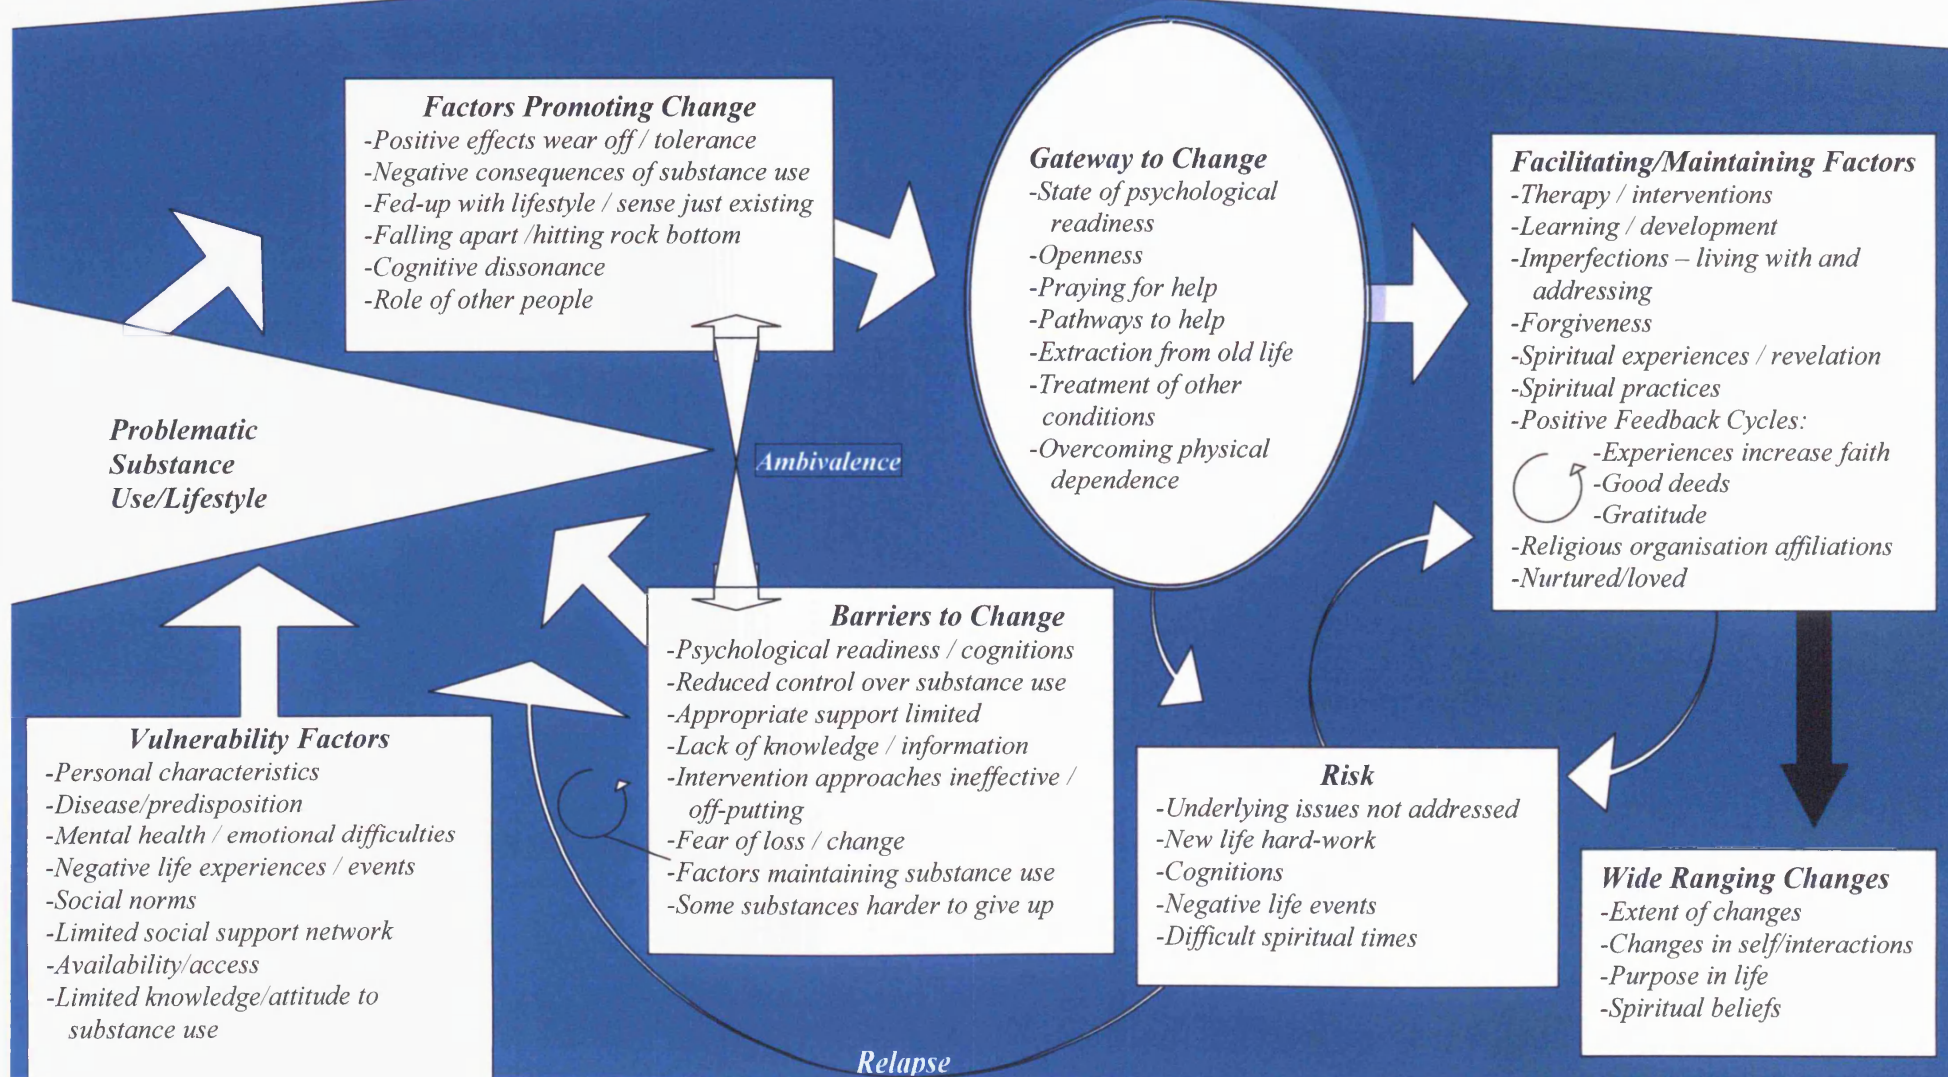 Factors Promoting Change
-Positive effects wear off / tolerance
-Negative consequences of substance use
-Fed-up with lifestyle / sense just existing
-Falling apart /hitting rock bottom
-Cognitive dissonance
-Role of other people
Gateway to Change
-State of psychological
readiness
-Openness
-Praying for help
-Pathways to help
-Extraction from old life
-Treatment of other
conditions
-Overcoming physical
dependence
Facilitating/Maintaining Factors
-Therapy / interventions
-Learning / development
-Imperfections – living with and
addressing
-Forgiveness
-Spiritual experiences / revelation
-Spiritual practices
-Positive Feedback Cycles:
-Experiences increase faith
-Good deeds
-Gratitude
-Religious organisation affiliations
-Nurtured/loved
Problematic
Substance
Use/Lifestyle
Ambivalence
Barriers to Change
-Psychological readiness / cognitions
-Reduced control over substance use
-Appropriate support limited
-Lack of knowledge / information
-Intervention approaches ineffective /
off-putting
-Fear of loss / change
-Factors maintaining substance use
-Some substances harder to give up
Vulnerability Factors
-Personal characteristics
-Disease/predisposition
-Mental health / emotional difficulties
-Negative life experiences / events
-Social norms
-Limited social support network
-Availability/access
-Limited knowledge/attitude to
substance use
Risk
-Underlying issues not addressed
-New life hard-work
-Cognitions
-Negative life events
-Difficult spiritual times
Wide Ranging Changes
-Extent of changes
-Changes in self/interactions
-Purpose in life
-Spiritual beliefs
Relapse